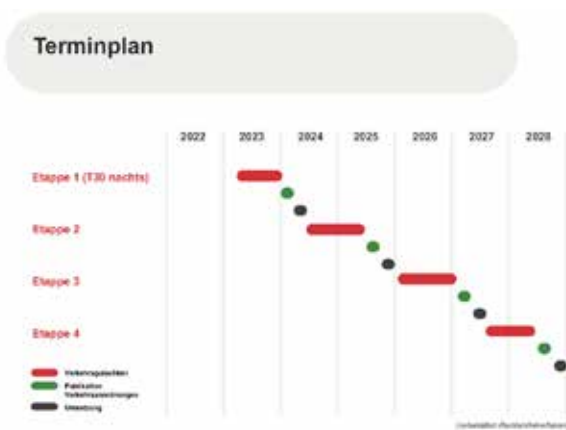 Terminplan
2022 2023 2024 2025 2026 2027 2028
Etappe 1 (T30 nachts)
Etappe 2
Etappe 3
Etappe 4
Verkehrsgutachten
Publikation
Verkehrsanordnungen
Umsetzung